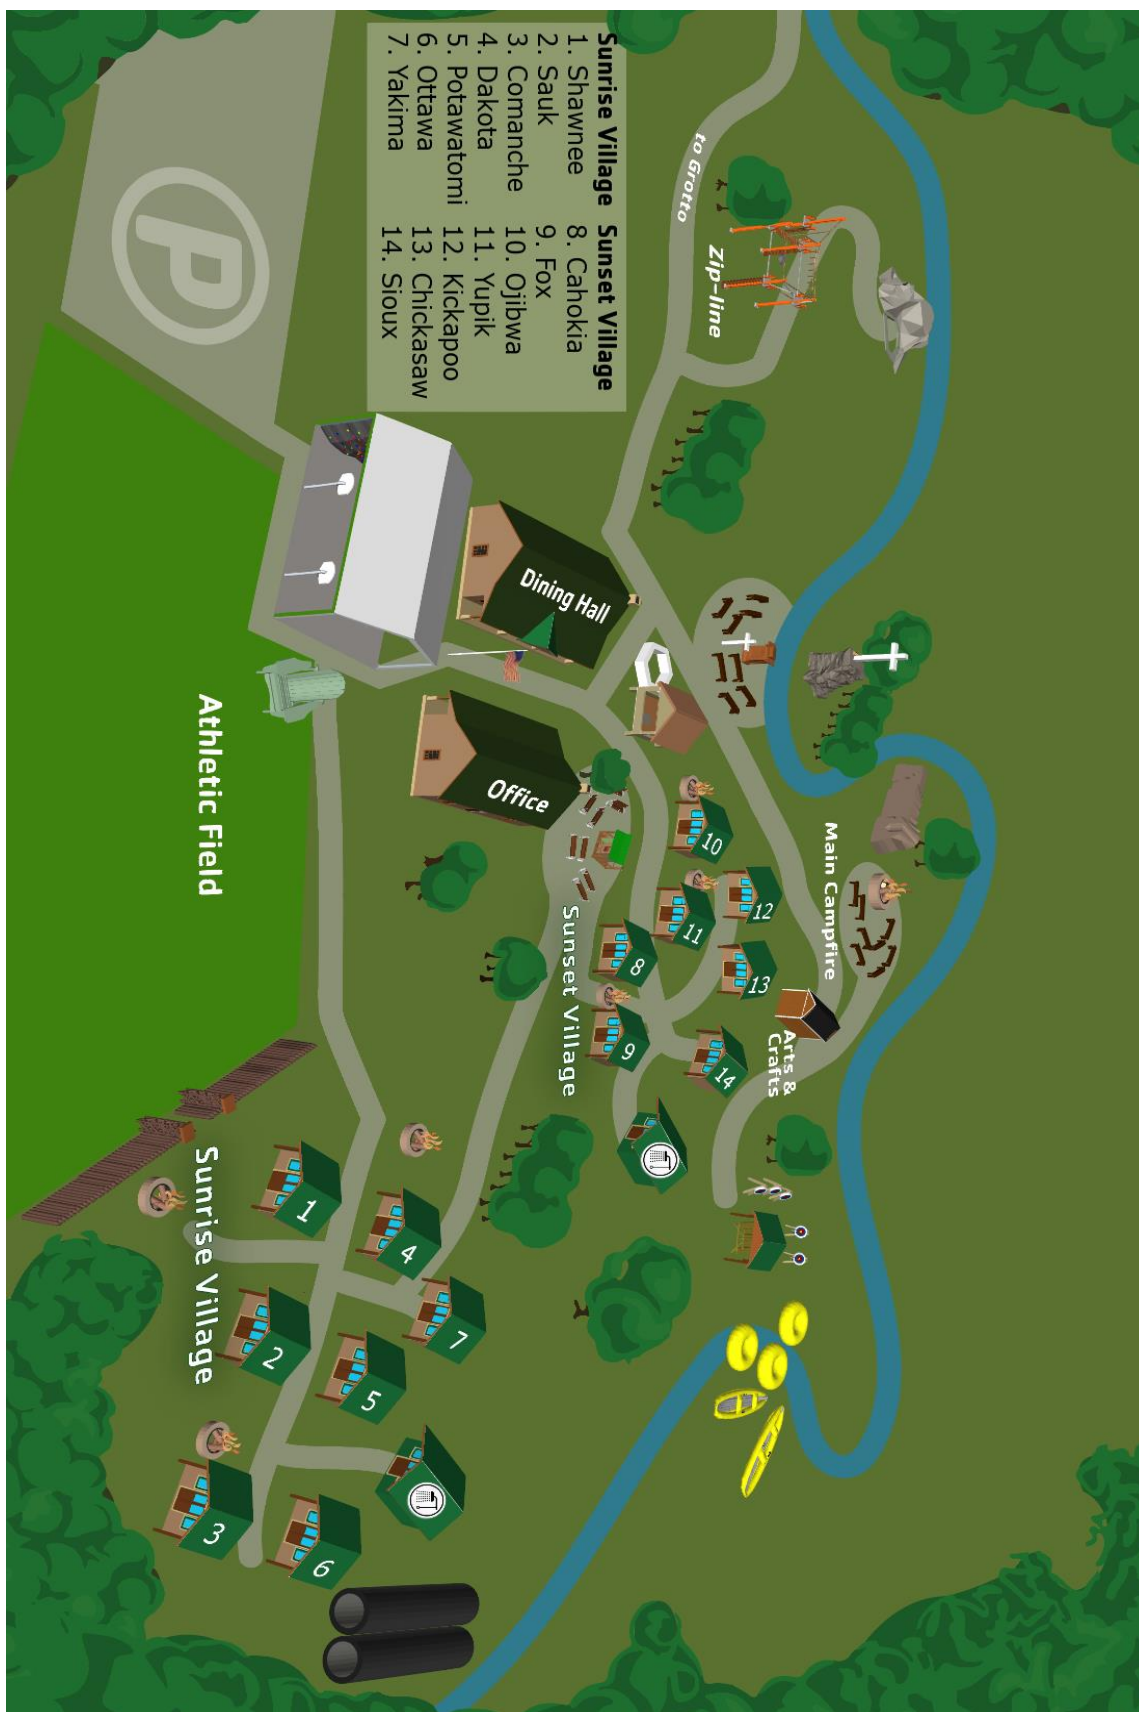 Sunrise Village
1. Shawnee
2. Sauk
3. Comanche
4. Dakota
5. Potawatomi
6. Ottawa
7. Yakima
Sunset Village
8. Cahokia
9. Fox
10. Ojibwa
11. Yupik
12. Kickapoo
13. Chickasaw
14. Sioux
to Grotto
Zip-line
P
Dining Hall
Office
Athletic Field
Main Campfire
Arts &
Crafts
Sunset Village
10
12
11
13
8
9
14
Sunrise Village
1
4
7
2
5
3
6